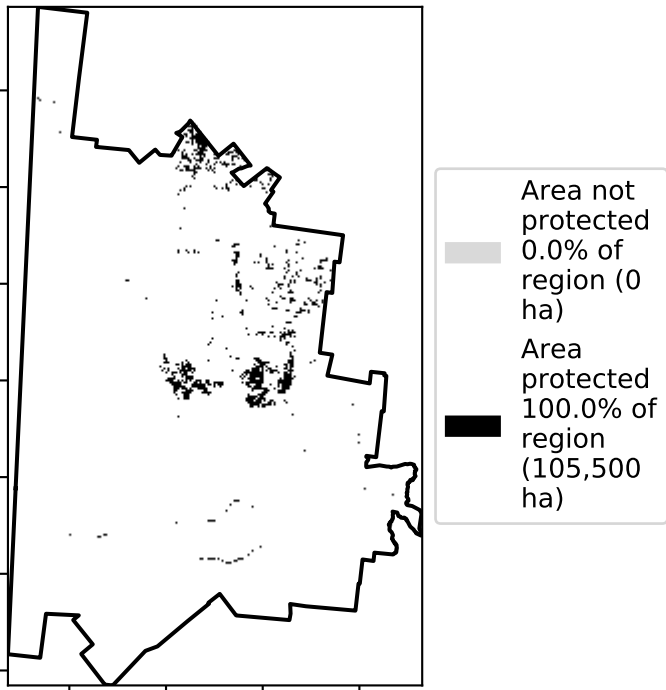 Area not
protected
0.0% of
region (0
ha)
Area
protected
100.0% of
region
(105,500
ha)